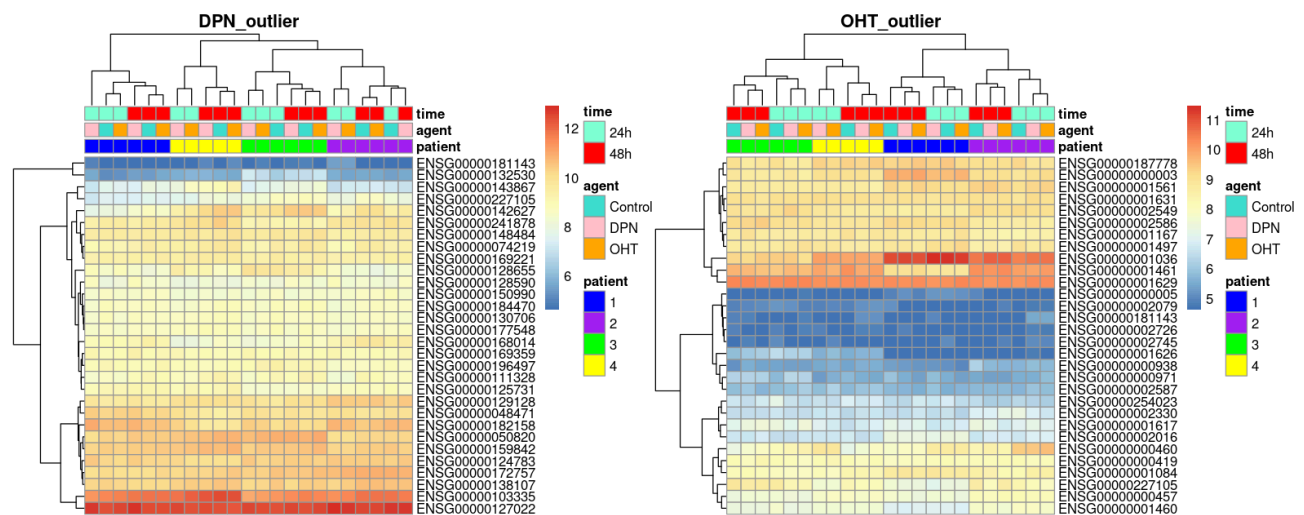 DPN_outlier
time
agent
patient
ENSG00000181143
ENSG00000132530
ENSG00000143867
ENSG00000227105
ENSG00000142627
ENSG00000241878
ENSG00000148484
ENSG00000074219
ENSG00000169221
ENSG00000128655
ENSG00000128590
ENSG00000150990
ENSG00000184470
ENSG00000130706
ENSG00000177548
ENSG00000168014
ENSG00000169359
ENSG00000196497
ENSG00000111328
ENSG00000125731
ENSG00000129128
ENSG00000048471
ENSG00000182158
ENSG00000050820
ENSG00000159842
ENSG00000124783
ENSG00000172757
ENSG00000138107
ENSG00000103335
ENSG00000127022
12
10
8
6
time
24h
48h
agent
Control
DPN
OHT
patient
1
2
3
4
OHT_outlier
time
agent
patient
ENSG00000187778
ENSG00000000003
ENSG00000001561
ENSG00000001631
ENSG00000002549
ENSG00000002586
ENSG00000001167
ENSG00000001497
ENSG00000001036
ENSG00000001461
ENSG00000001629
ENSG00000000005
ENSG00000002079
ENSG00000181143
ENSG00000002726
ENSG00000002745
ENSG00000001626
ENSG00000000938
ENSG00000000971
ENSG00000002587
ENSG00000254023
ENSG00000002330
ENSG00000001617
ENSG00000002016
ENSG00000000460
ENSG00000000419
ENSG00000001084
ENSG00000227105
ENSG00000000457
ENSG00000001460
11
10
9
8
7
6
5
time
24h
48h
agent
Control
DPN
OHT
patient
1
2
3
4